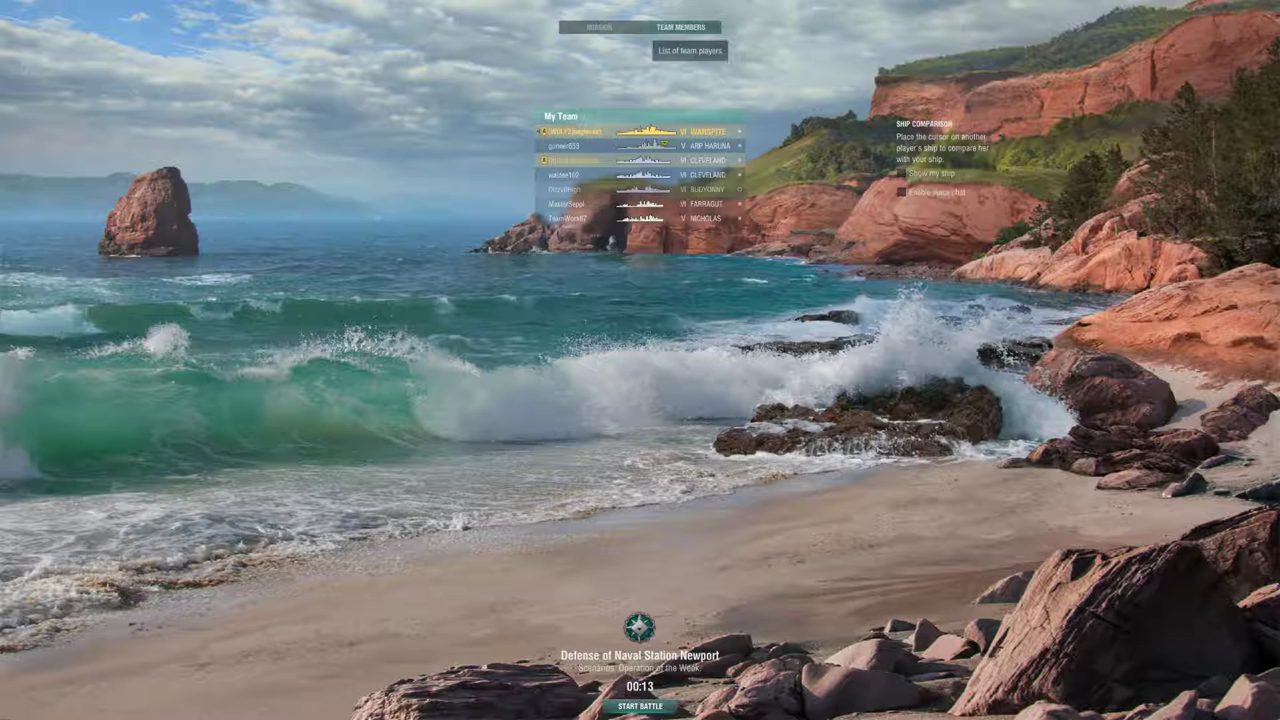 MISSION
TEAM MEMBERS
List of team players
My Team
VI WARSPITE
gunner653 V ARP HARUNA
VI CLEVELAND
VI CLEVELAND
VI BUDYONNY
MasterSeppl VI FARRAGUT
V NICHOLAS
SHIP COMPARISON
Place the cursor on another
player's ship to compare her
with your ship.
Show my ship
Enable voice chat
Defense of Naval Station Newport
Scenarios. Operation of the Week.
00:13
START BATTLE